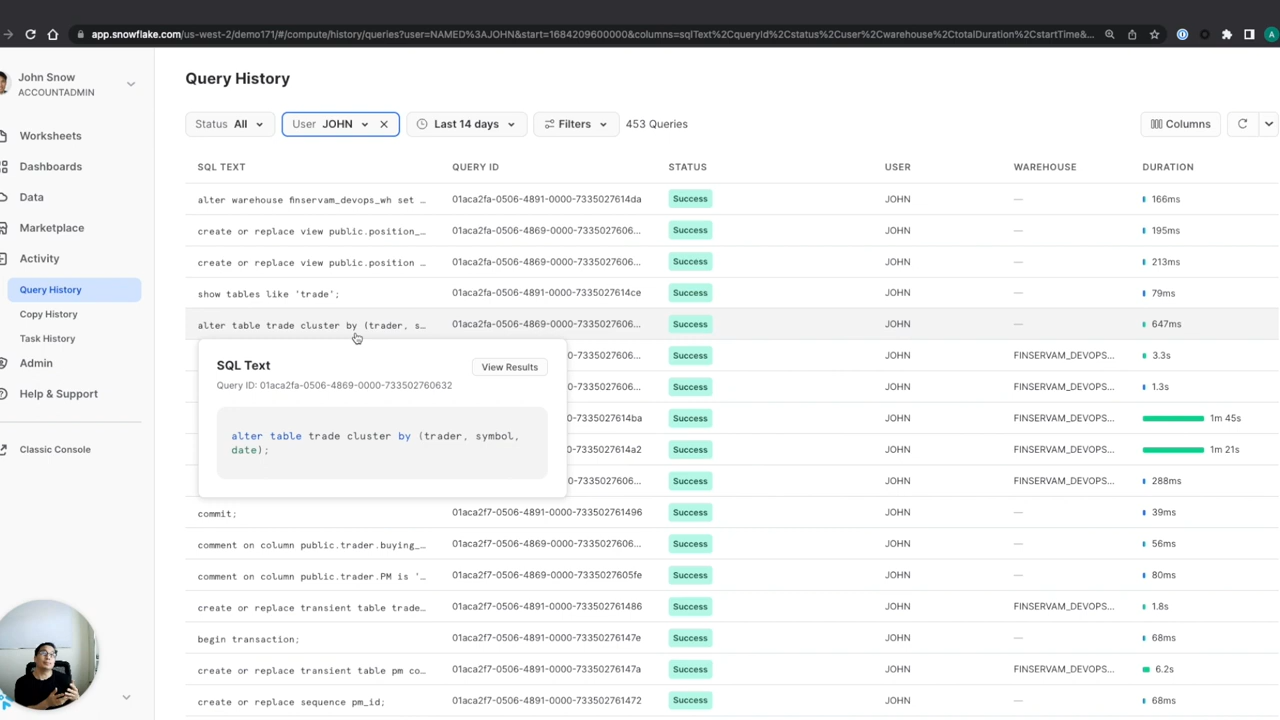 app.snowflake.com/us-west-2/demo171/#/compute/history/queries?user=NAMED%3AJOHN&start=1684209600000&columns=sqlText%2CqueryId%2Cstatus%2Cuser%2Cwarehouse%2CtotalDuration%2CstartTime&...
A
John Snow
ACCOUNTADMIN
Worksheets
Dashboards
Data
Marketplace
Activity
Query History
Copy History
Task History
Admin
Help & Support
Classic Console
Query History
Status All
User JOHN
Last 14 days
Filters
453 Queries
Columns
SQL TEXT QUERY ID STATUS USER WAREHOUSE DURATION
alter warehouse finservam_devops_wh set … 01aca2fa-0506-4891-0000-7335027614da Success JOHN — 166ms
create or replace view public.position_… 01aca2fa-0506-4869-0000-7335027606... Success JOHN — 195ms
create or replace view public.position … 01aca2fa-0506-4869-0000-7335027606... Success JOHN — 213ms
show tables like 'trade'; 01aca2fa-0506-4891-0000-7335027614ce Success JOHN — 79ms
alter table trade cluster by (trader, s… 01aca2fa-0506-4869-0000-7335027606... Success JOHN — 647ms
0-7335027606... Success JOHN FINSERVAM_DEVOPS... 3.3s
0-7335027606... Success JOHN FINSERVAM_DEVOPS... 1.3s
0-7335027614ba Success JOHN FINSERVAM_DEVOPS... 1m 45s
0-7335027614a2 Success JOHN FINSERVAM_DEVOPS... 1m 21s
0-7335027606... Success JOHN FINSERVAM_DEVOPS... 288ms
SQL Text
View Results
Query ID: 01aca2fa-0506-4869-0000-733502760632
alter table trade cluster by (trader, symbol,
date);
commit; 01aca2f7-0506-4891-0000-733502761496 Success JOHN — 39ms
comment on column public.trader.buying_… 01aca2f7-0506-4869-0000-7335027606... Success JOHN — 56ms
comment on column public.trader.PM is '… 01aca2f7-0506-4869-0000-7335027605fe Success JOHN — 80ms
create or replace transient table trade… 01aca2f7-0506-4891-0000-733502761486 Success JOHN FINSERVAM_DEVOPS... 1.8s
begin transaction; 01aca2f7-0506-4891-0000-73350276147e Success JOHN — 68ms
create or replace transient table pm co… 01aca2f7-0506-4891-0000-73350276147a Success JOHN FINSERVAM_DEVOPS... 6.2s
create or replace sequence pm_id; 01aca2f7-0506-4891-0000-733502761472 Success JOHN — 68ms